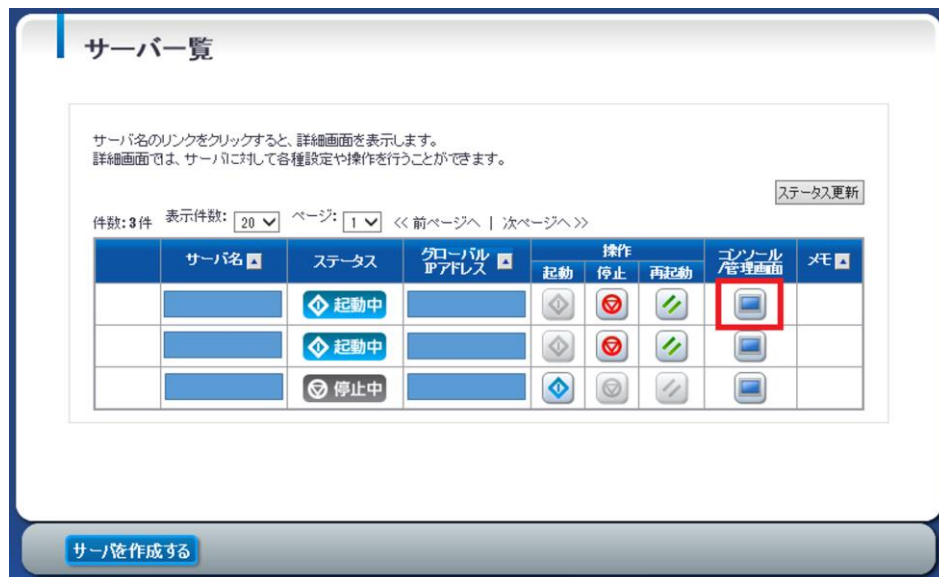 サーバ一覧
サーバ名のリンクをクリックすると、詳細画面を表示します。
詳細画面では、サーバに対して各種設定や操作を行うことができます。
ステータス更新
件数:3件 表示件数: 20 ページ: 1 << 前ページへ | 次ページへ >>
サーバ名 ステータス グローバルIPアドレス 操作 コンソール/管理画面 メモ
起動 停止 再起動
起動中
起動中
停止中
サーバを作成する